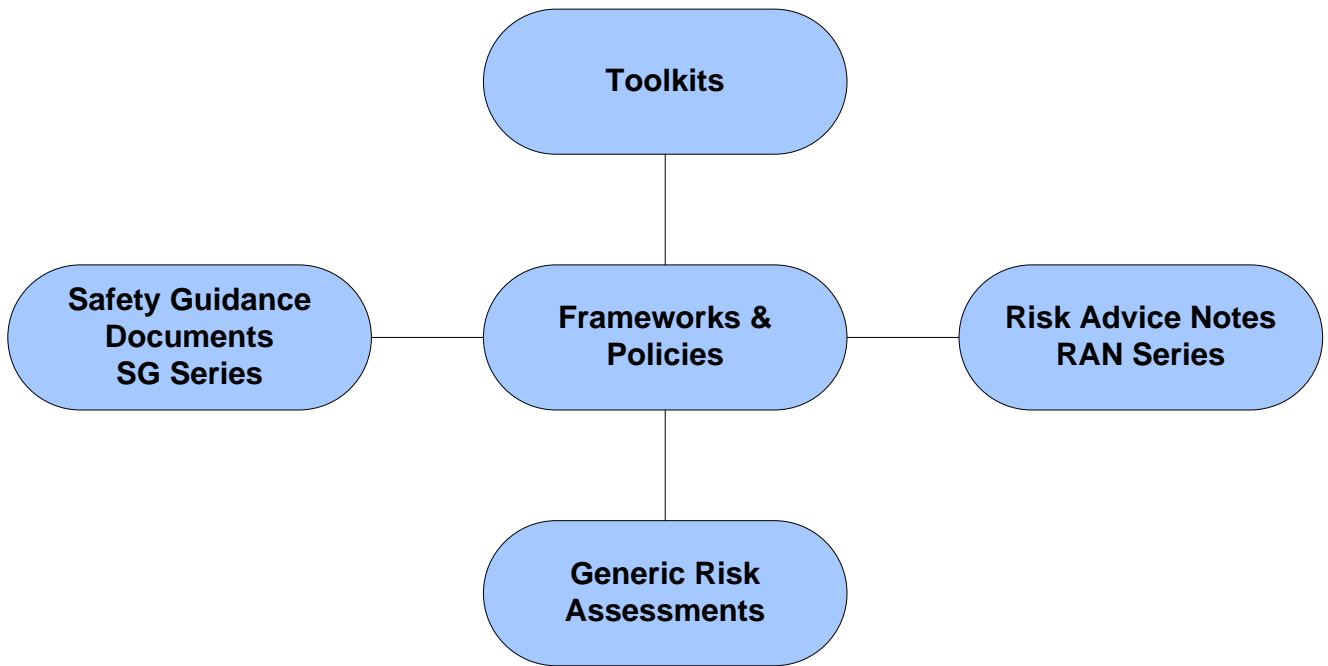 Toolkits
Safety Guidance
Documents
SG Series
Frameworks &
Policies
Risk Advice Notes
RAN Series
Generic Risk
Assessments